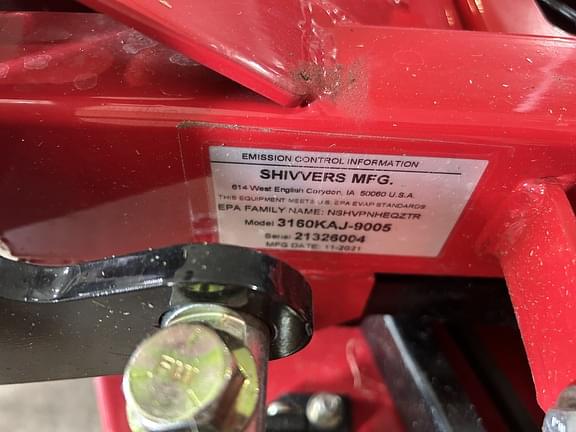 EMISSION CONTROL INFORMATION
SHIVVERS MFG.
614 West English Corydon, IA 50060 U.S.A.
THIS EQUIPMENT MEETS U.S. EPA EVAP STANDARDS
EPA FAMILY NAME: NSHVPNHEQZTR
Model 3160KAJ-9005
Serial 21326004
MFG DATE: 11-2021